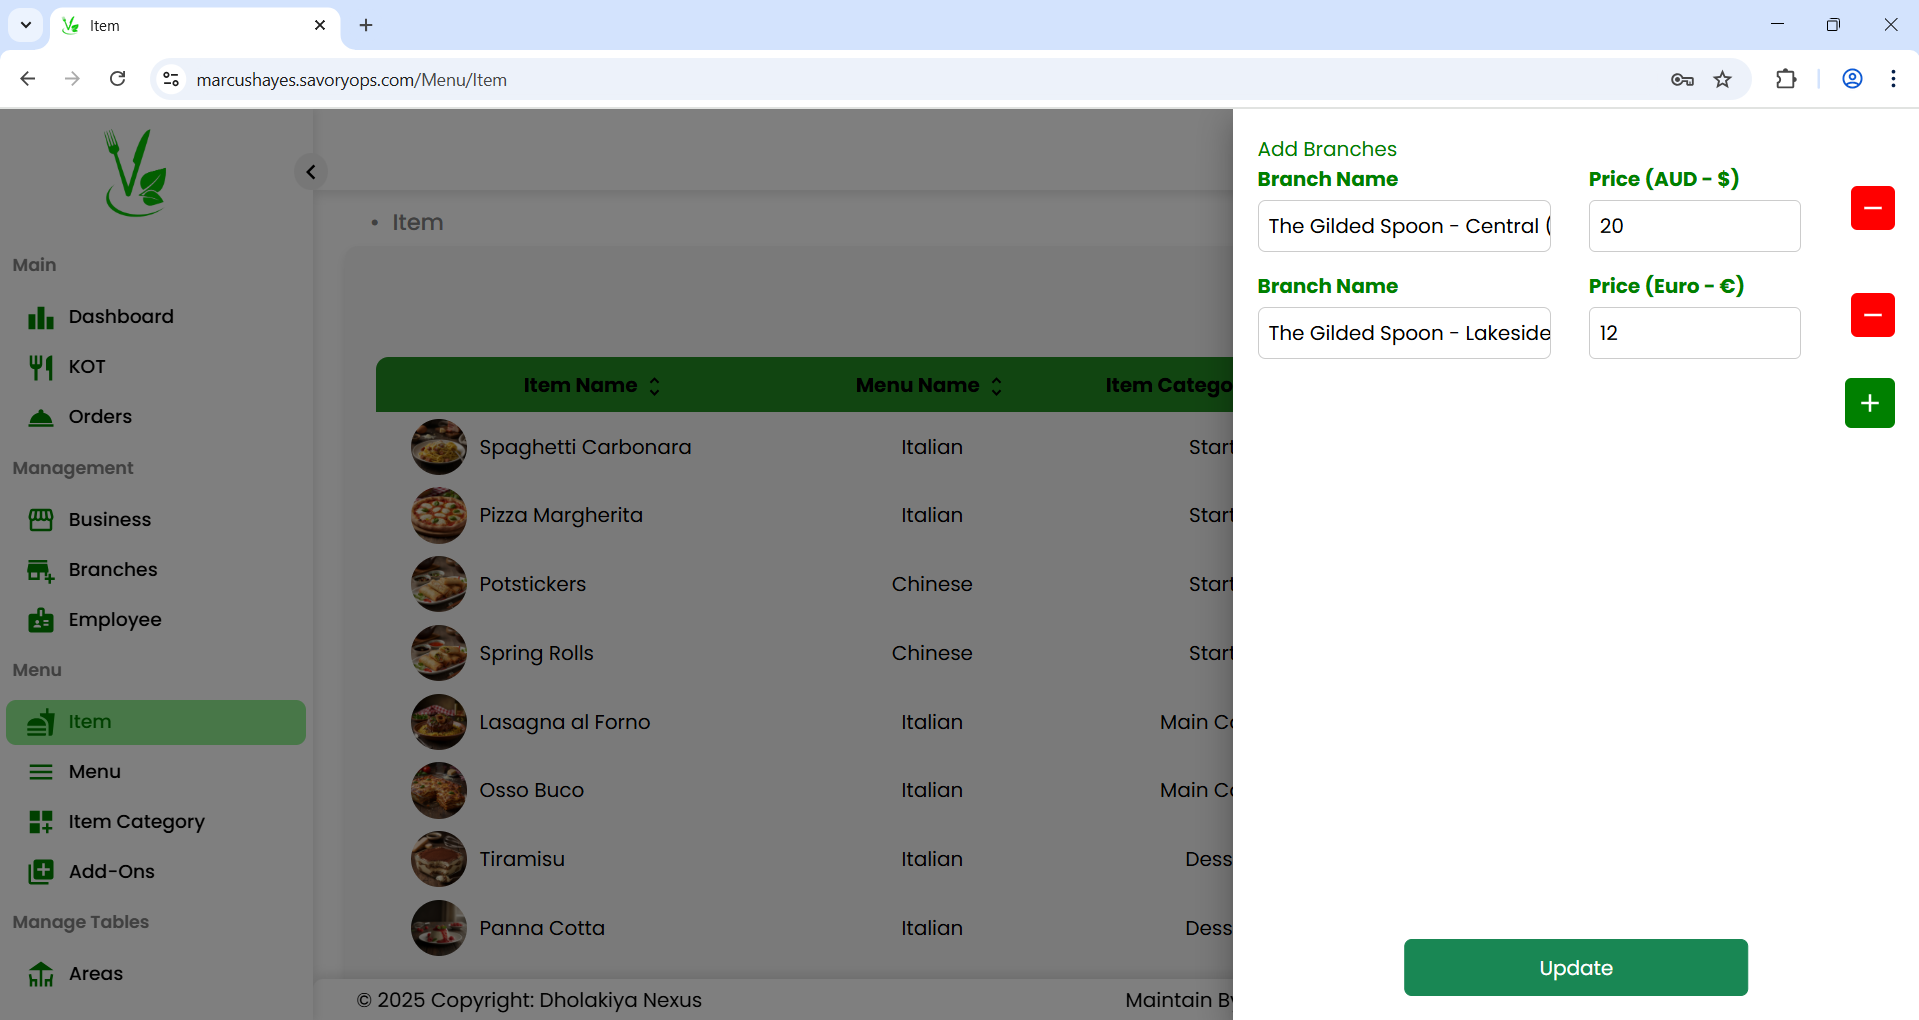 Item
marcushayes.savoryops.com/Menu/Item
Main
Dashboard
KOT
Orders
Management
Business
Branches
Employee
Menu
Item
Menu
Item Category
Add-Ons
Manage Tables
Areas
• Item
Item Name Menu Name Item Catego
Spaghetti Carbonara Italian Start
Pizza Margherita Italian Start
Potstickers Chinese Start
Spring Rolls Chinese Start
Lasagna al Forno Italian Main Co
Osso Buco Italian Main Co
Tiramisu Italian Dess
Panna Cotta Italian Dess
© 2025 Copyright: Dholakiya Nexus Maintain By
Add Branches
Branch Name Price (AUD - $)
The Gilded Spoon - Central ( 20
Branch Name Price (Euro - €)
The Gilded Spoon - Lakeside 12
Update